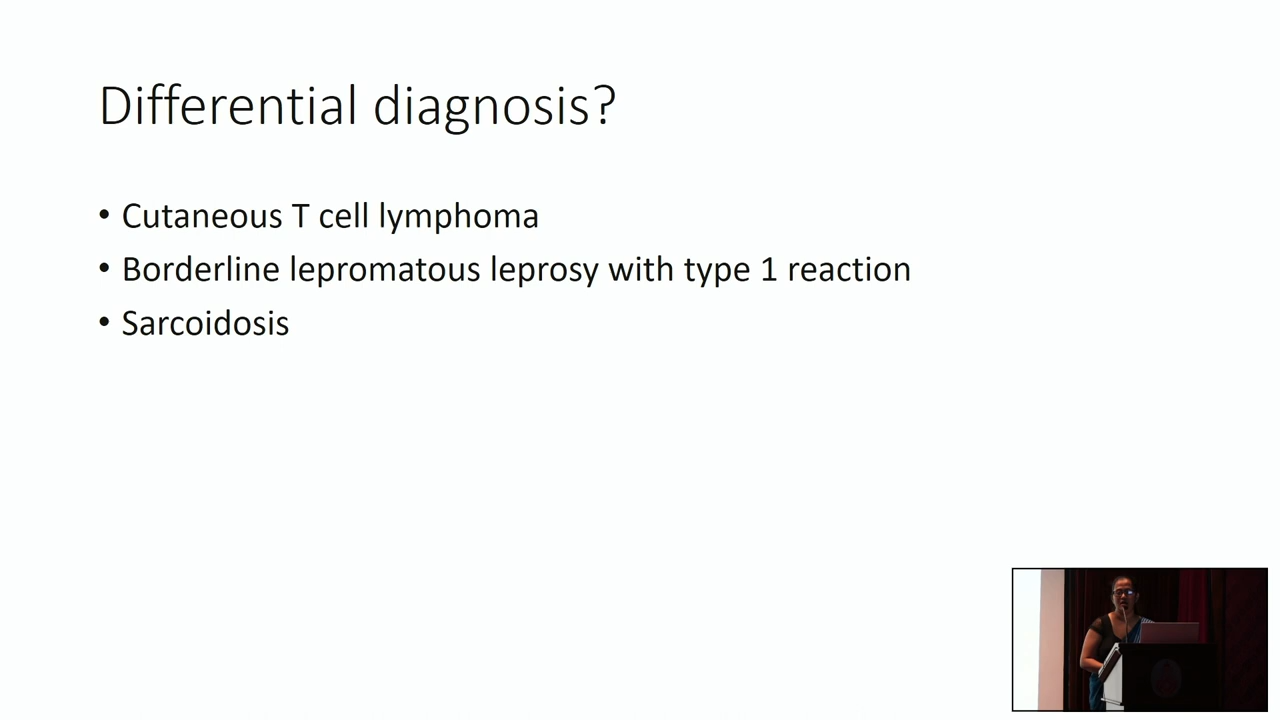 Differential diagnosis?
• Cutaneous T cell lymphoma
• Borderline lepromatous leprosy with type 1 reaction
• Sarcoidosis